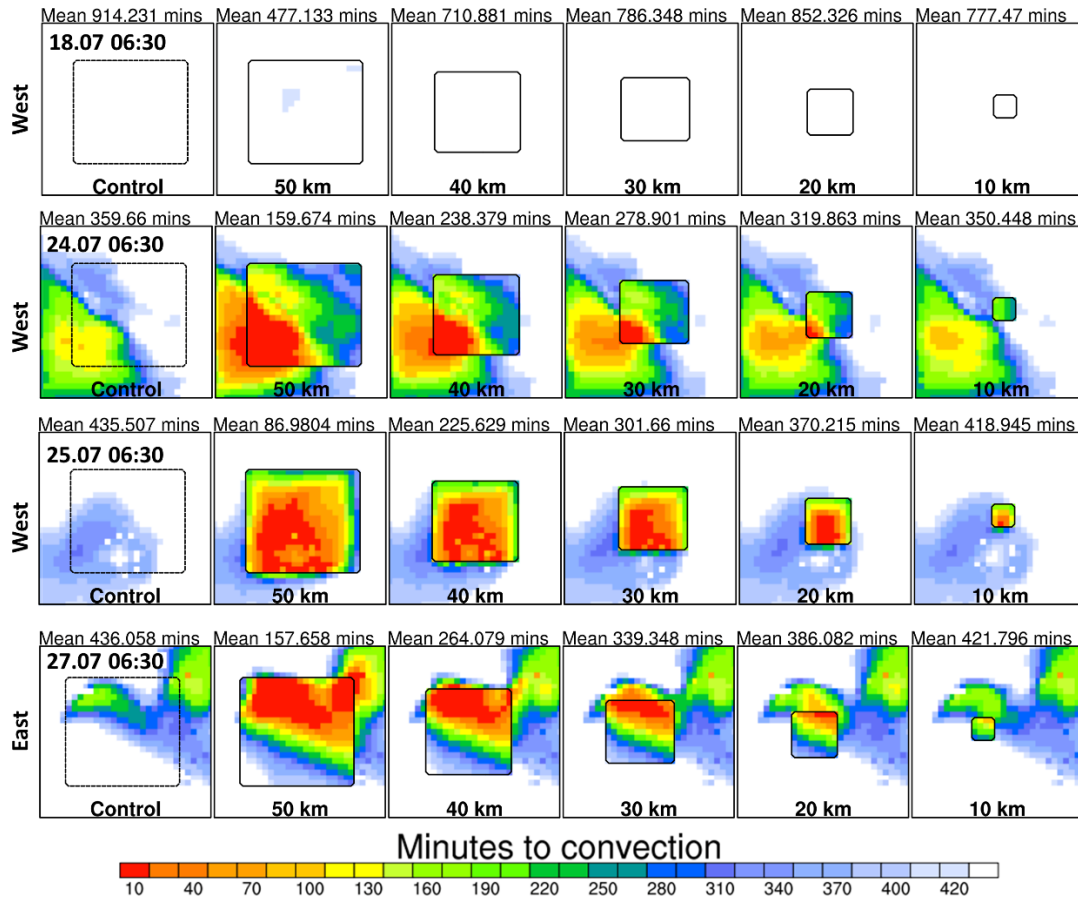 Mean 914.231 mins Mean 477.133 mins Mean 710.881 mins Mean 786.348 mins Mean 852.326 mins Mean 777.47 mins
18.07 06:30
West
Control 50 km 40 km 30 km 20 km 10 km
Mean 359.66 mins Mean 159.674 mins Mean 238.379 mins Mean 278.901 mins Mean 319.863 mins Mean 350.448 mins
24.07 06:30
West
Control 50 km 40 km 30 km 20 km 10 km
Mean 435.507 mins Mean 86.9804 mins Mean 225.629 mins Mean 301.66 mins Mean 370.215 mins Mean 418.945 mins
25.07 06:30
West
Control 50 km 40 km 30 km 20 km 10 km
Mean 436.058 mins Mean 157.658 mins Mean 264.079 mins Mean 339.348 mins Mean 386.082 mins Mean 421.796 mins
27.07 06:30
East
Control 50 km 40 km 30 km 20 km 10 km
Minutes to convection
10 40 70 100 130 160 190 220 250 280 310 340 370 400 420